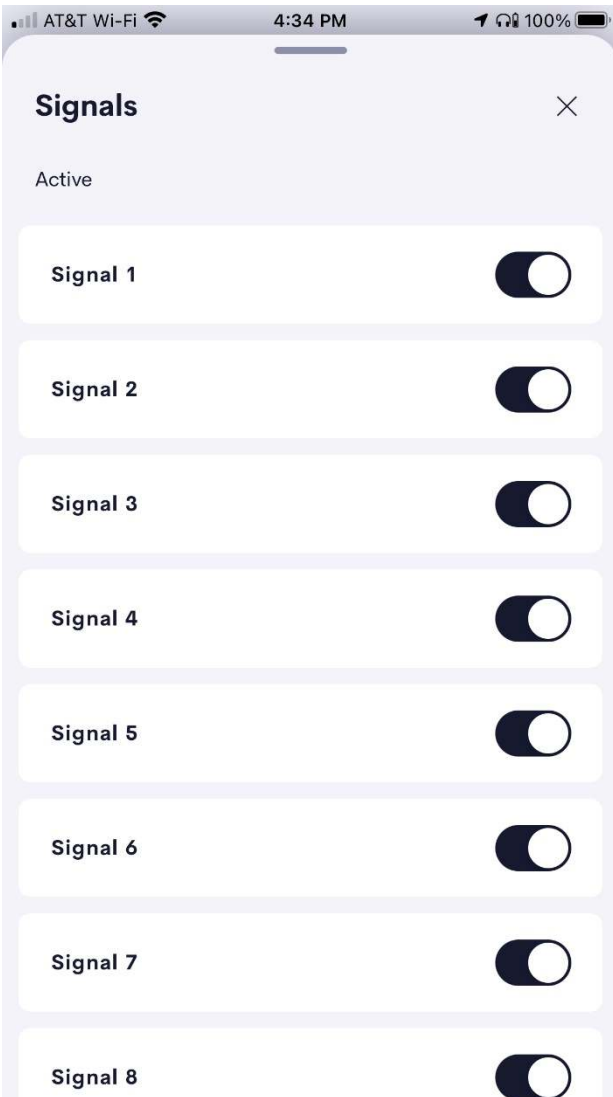 AT&T Wi-Fi 4:34 PM 100%
Signals
Active
Signal 1
Signal 2
Signal 3
Signal 4
Signal 5
Signal 6
Signal 7
Signal 8